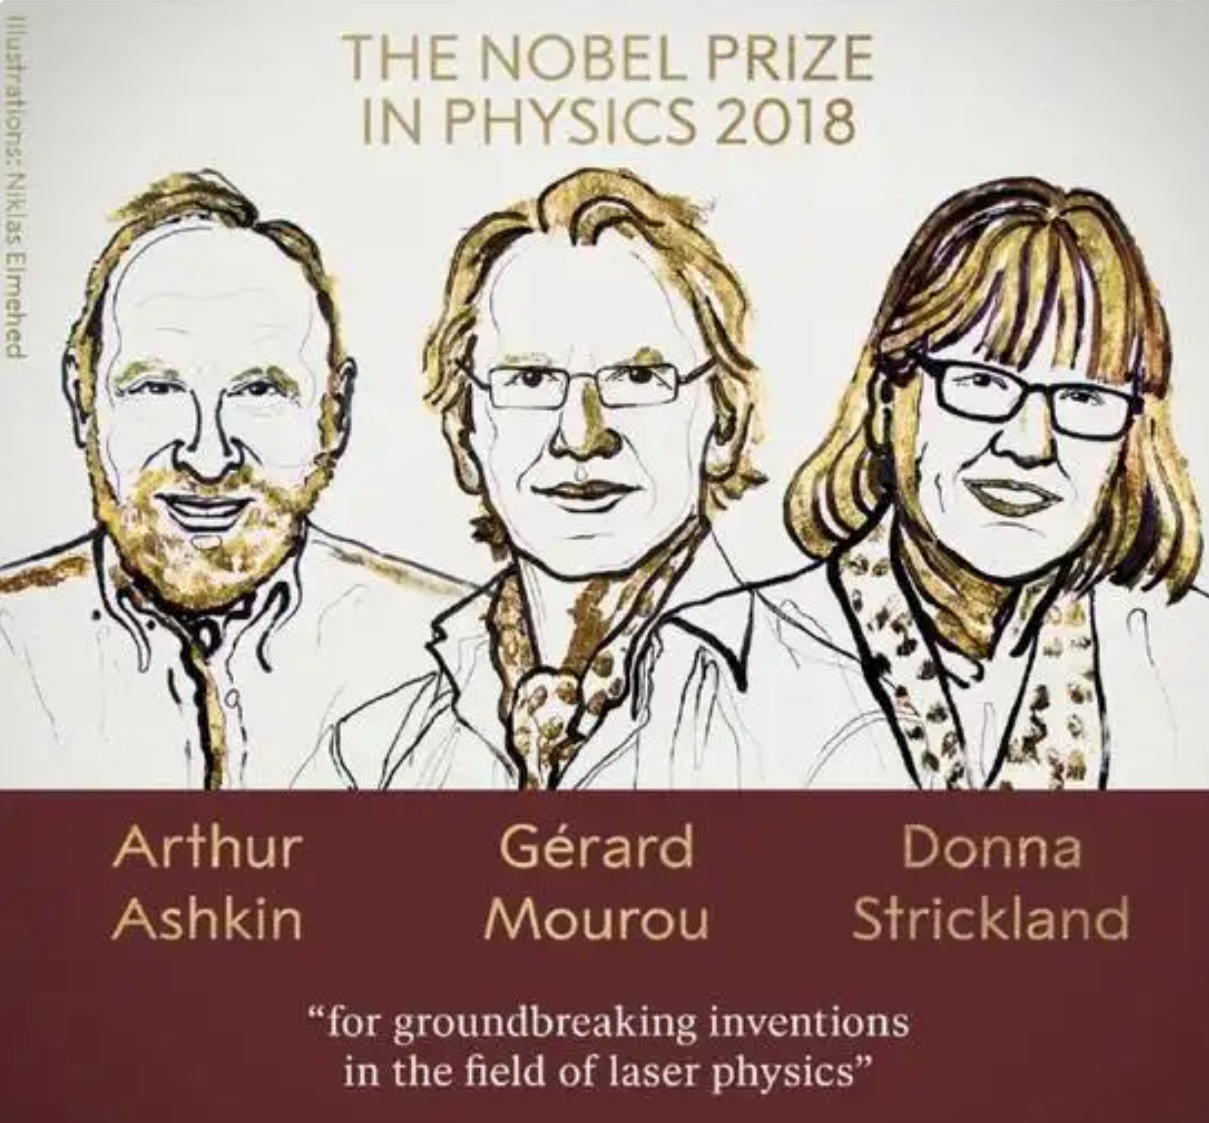 Illustrations: Niklas Elmehed
THE NOBEL PRIZE
IN PHYSICS 2018
Arthur
Ashkin
Gérard
Mourou
Donna
Strickland
“for groundbreaking inventions
in the field of laser physics”